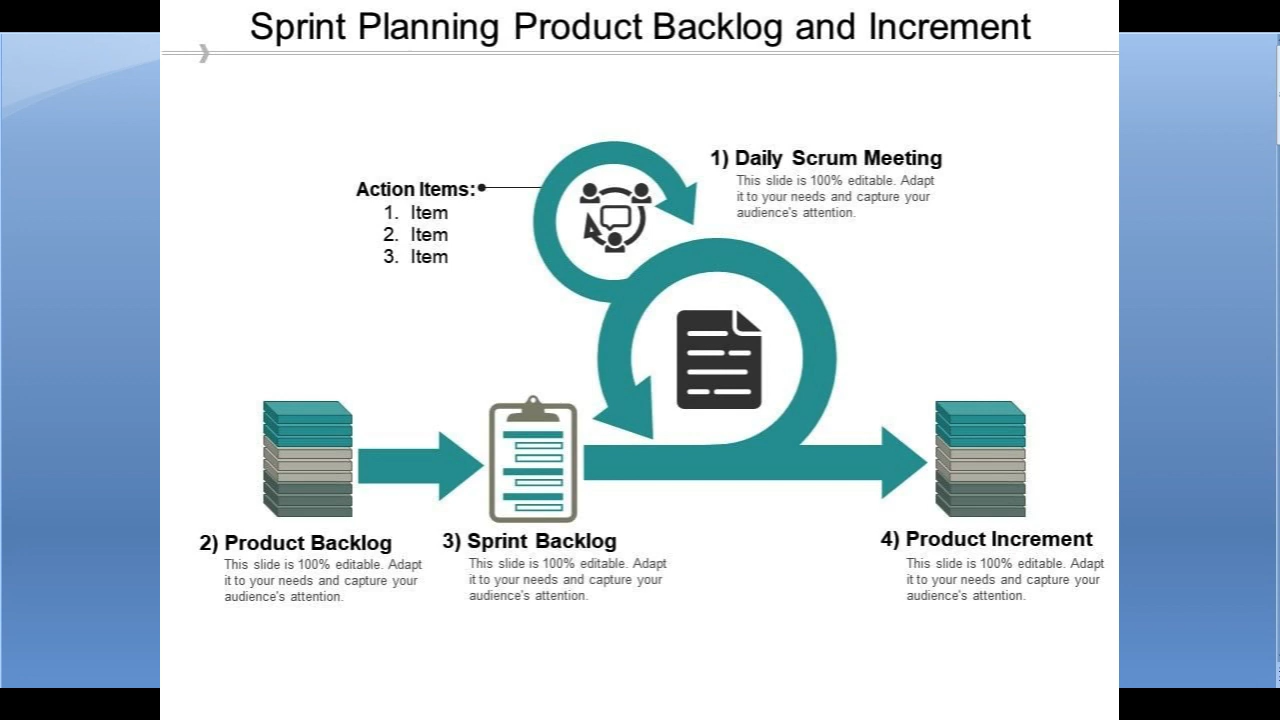 Sprint Planning Product Backlog and Increment
1) Daily Scrum Meeting
This slide is 100% editable. Adapt
it to your needs and capture your
audience's attention.
Action Items:
1. Item
2. Item
3. Item
2) Product Backlog
This slide is 100% editable. Adapt
it to your needs and capture your
audience's attention.
3) Sprint Backlog
This slide is 100% editable. Adapt
it to your needs and capture your
audience's attention.
4) Product Increment
This slide is 100% editable. Adapt
it to your needs and capture your
audience's attention.